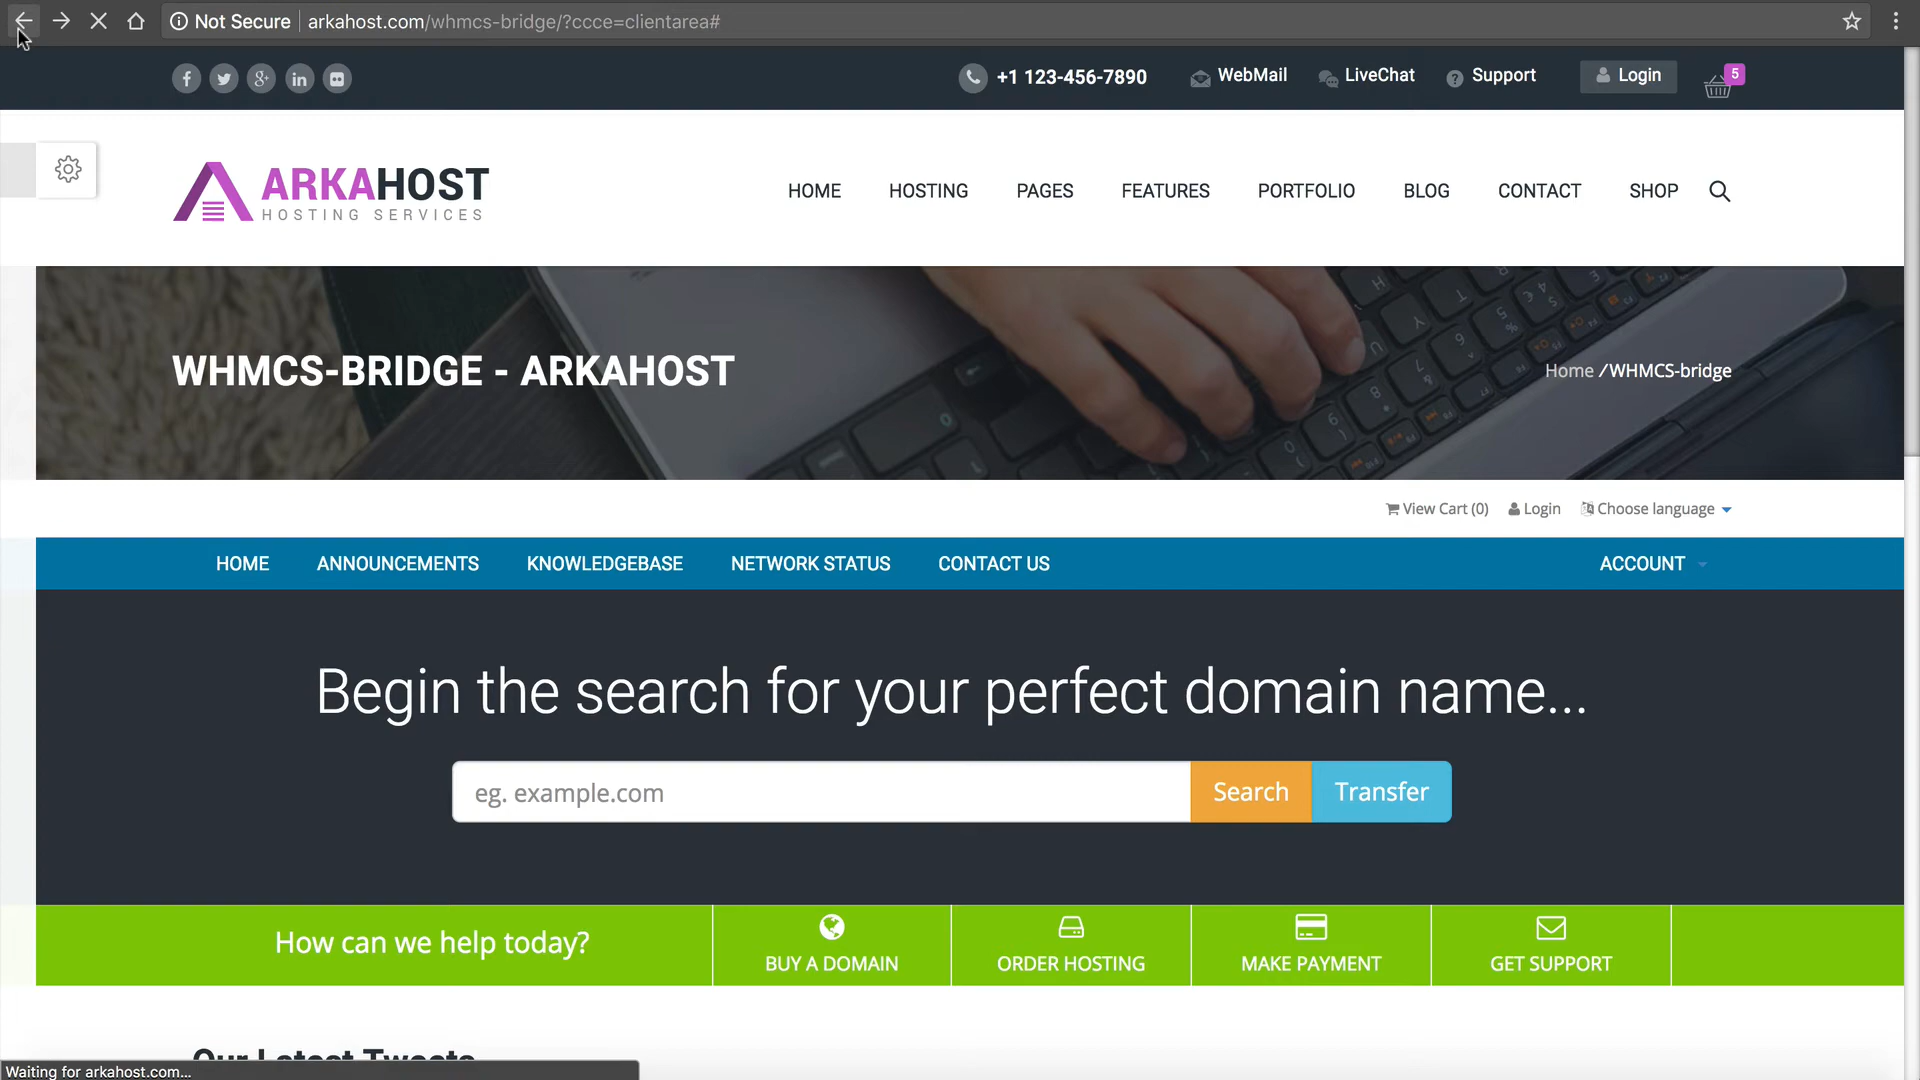 Not Secure arkahost.com/whmcs-bridge/?ccce=clientarea#
+1 123-456-7890 WebMail LiveChat Support Login 5
ARKAHOST
HOSTING SERVICES
HOME HOSTING PAGES FEATURES PORTFOLIO BLOG CONTACT SHOP
WHMCS-BRIDGE - ARKAHOST
Home /WHMCS-bridge
View Cart (0) Login Choose language
HOME ANNOUNCEMENTS KNOWLEDGEBASE NETWORK STATUS CONTACT US ACCOUNT
Begin the search for your perfect domain name...
eg. example.com Search Transfer
How can we help today?
BUY A DOMAIN ORDER HOSTING MAKE PAYMENT GET SUPPORT
Our Latest Tweets
Waiting for arkahost.com...